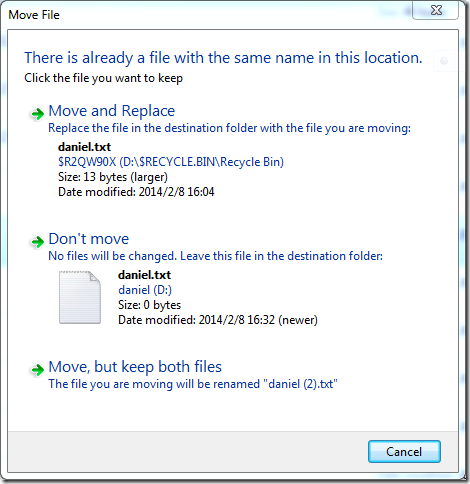 Move File
There is already a file with the same name in this location.
Click the file you want to keep
Move and Replace
Replace the file in the destination folder with the file you are moving:
daniel.txt
$R2QW90X (D:\$RECYCLE.BIN\Recycle Bin)
Size: 13 bytes (larger)
Date modified: 2014/2/8 16:04
Don't move
No files will be changed. Leave this file in the destination folder:
daniel.txt
daniel (D:)
Size: 0 bytes
Date modified: 2014/2/8 16:32 (newer)
Move, but keep both files
The file you are moving will be renamed "daniel (2).txt"
Cancel